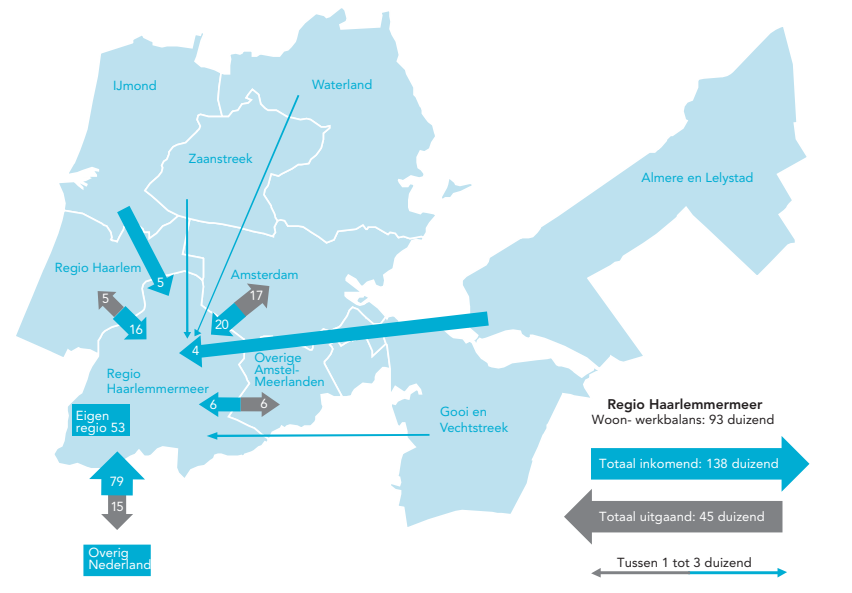 IJmond
Waterland
Zaanstreek
Almere en Lelystad
Regio Haarlem
5
Amsterdam
17
5
20
16
4
Overige
Amstel-
Meerlanden
Regio
Haarlemmermeer
6
6
Eigen
regio 53
Gooi en
Vechtstreek
79
15
Overig
Nederland
Regio Haarlemmermeer
Woon- werkbalans: 93 duizend
Totaal inkomend: 138 duizend
Totaal uitgaand: 45 duizend
Tussen 1 tot 3 duizend